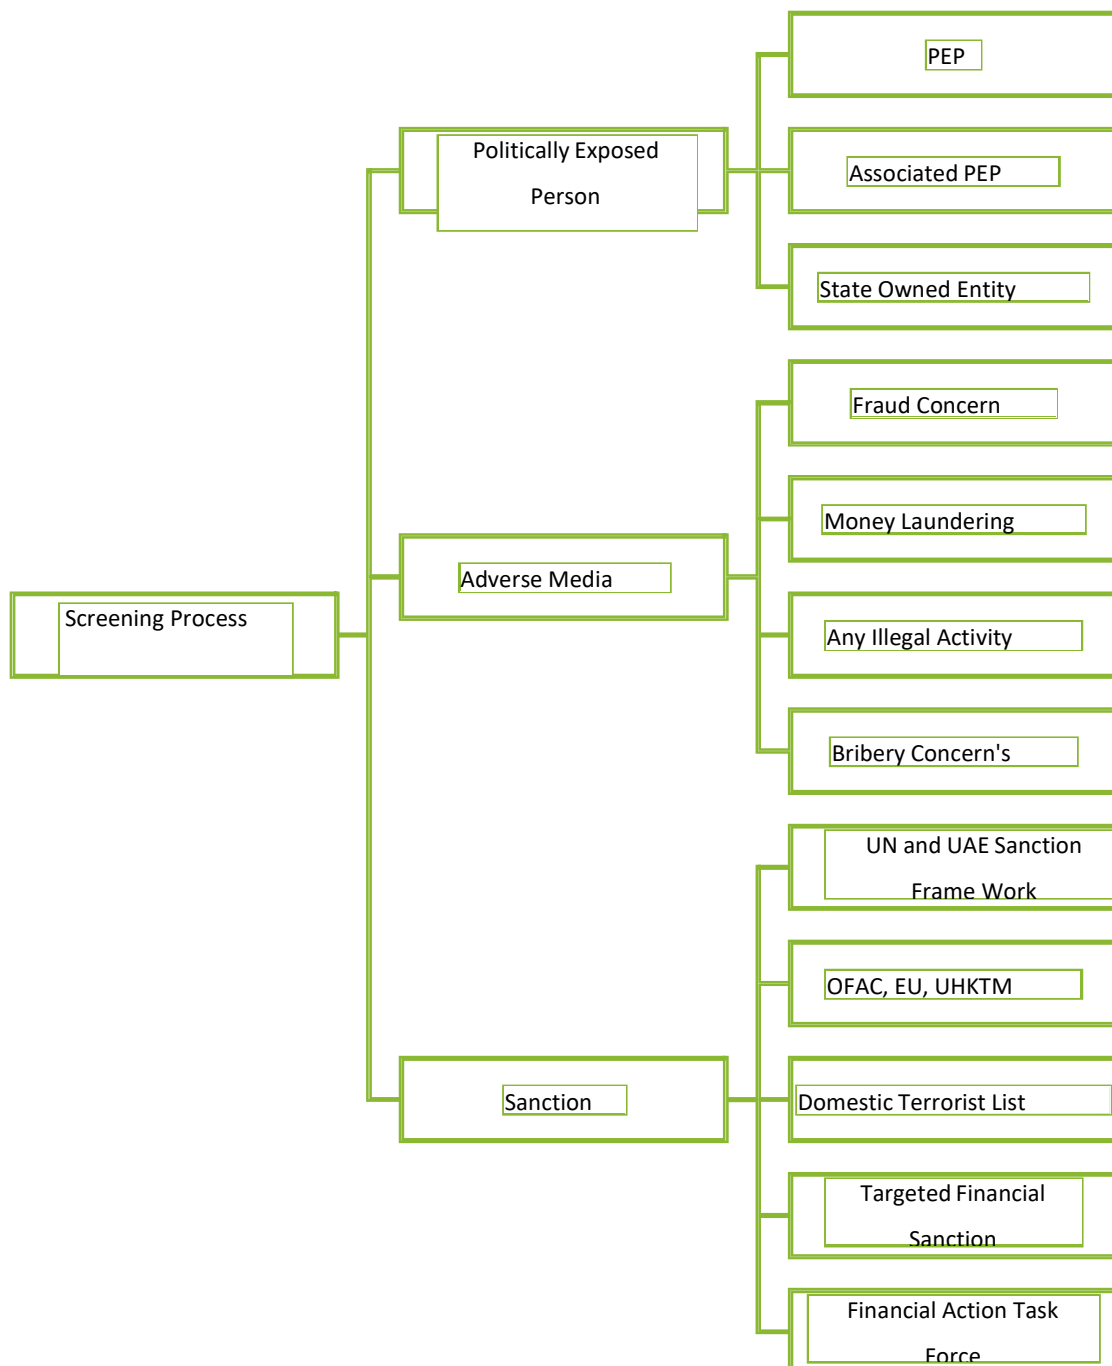 PEP
Politically Exposed
Person
Associated PEP
State Owned Entity
Fraud Concern
Money Laundering
Adverse Media
Any Illegal Activity
Screening Process
Bribery Concern's
UN and UAE Sanction
Frame Work
OFAC, EU, UHKTM
Sanction
Domestic Terrorist List
Targeted Financial
Sanction
Financial Action Task
Force